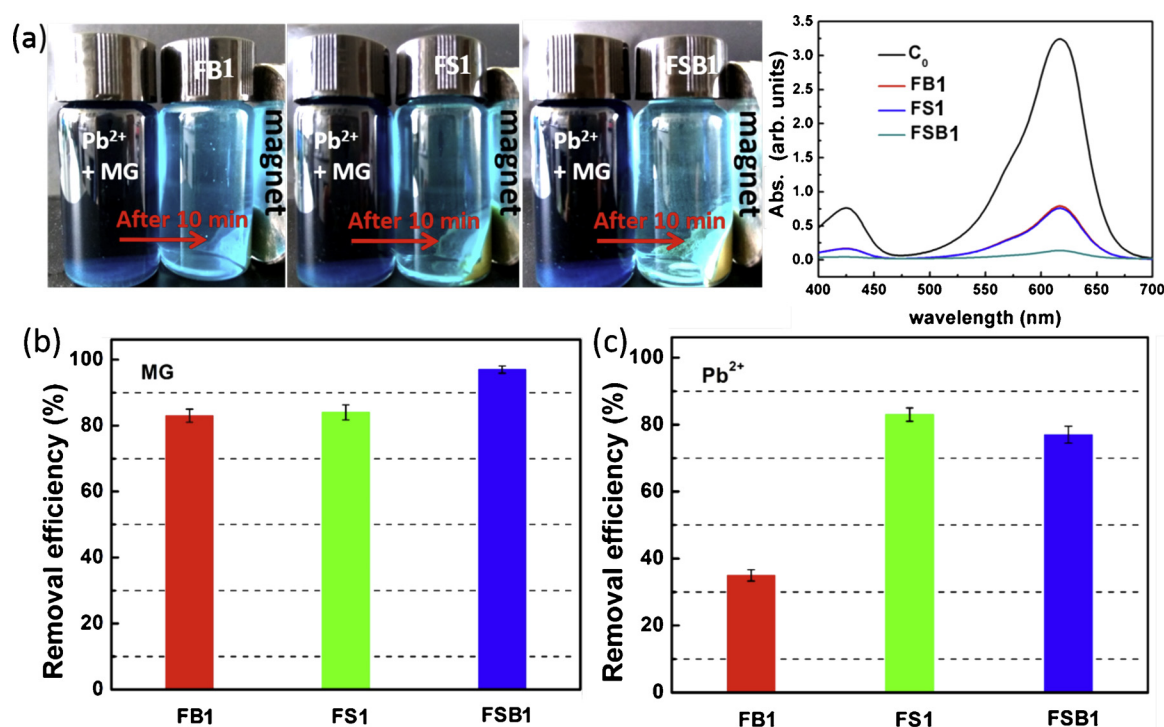 (a)
FB1
Pb²⁺
+ MG
After 10 min
magnet
FS1
Pb²⁺
+ MG
After 10 min
magnet
FSB1
Pb²⁺
+ MG
After 10 min
magnet
Abs. (arb. units)
3.5
3.0
2.5
2.0
1.5
1.0
0.5
0.0
C₀
FB1
FS1
FSB1
400 450 500 550 600 650 700
wavelength (nm)
(b)
Removal efficiency (%)
MG
100
80
60
40
20
0
FB1 FS1 FSB1
(c)
Removal efficiency (%)
Pb²⁺
100
80
60
40
20
0
FB1 FS1 FSB1